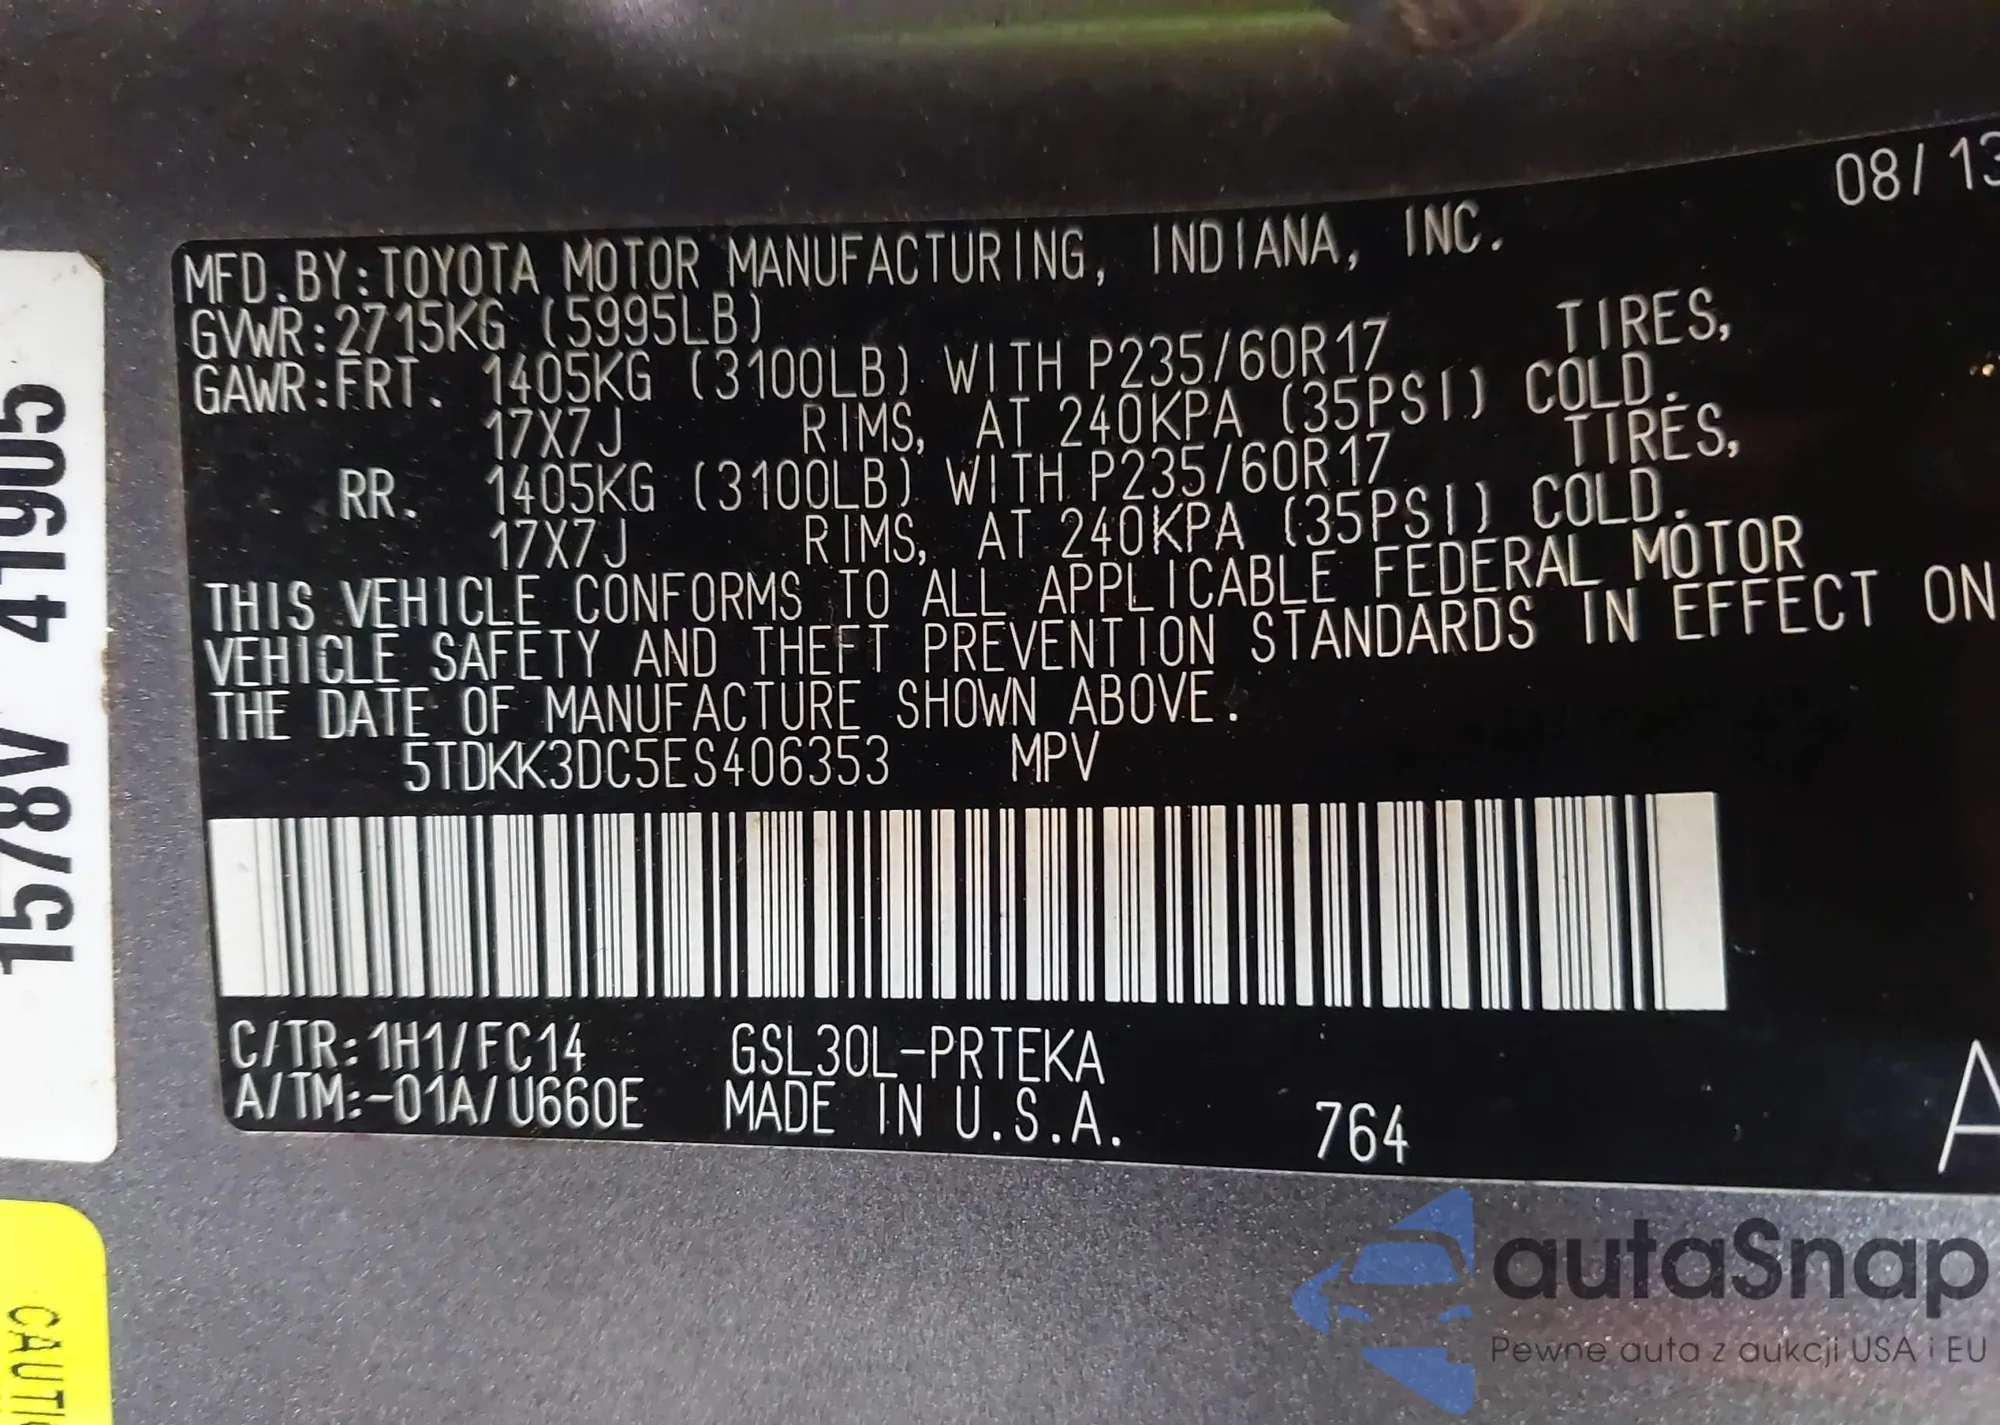 08/13
MFD.BY:TOYOTA MOTOR MANUFACTURING, INDIANA, INC.
GVWR:2715KG (5995LB)
GAWR:FRT. 1405KG (3100LB) WITH P235/60R17 TIRES,
17X7J RIMS, AT 240KPA (35PSI) COLD.
RR. 1405KG (3100LB) WITH P235/60R17 TIRES,
17X7J RIMS, AT 240KPA (35PSI) COLD.
THIS VEHICLE CONFORMS TO ALL APPLICABLE FEDERAL MOTOR
VEHICLE SAFETY AND THEFT PREVENTION STANDARDS IN EFFECT ON
THE DATE OF MANUFACTURE SHOWN ABOVE.
5TDKK3DC5ES406353 MPV
C/TR:1H1/FC14 GSL30L-PRTEKA
A/TM:-01A/U660E MADE IN U.S.A. 764
A
1578V 41905
CAUTI
autaSnap
Pewne auta z aukcji USA i EU